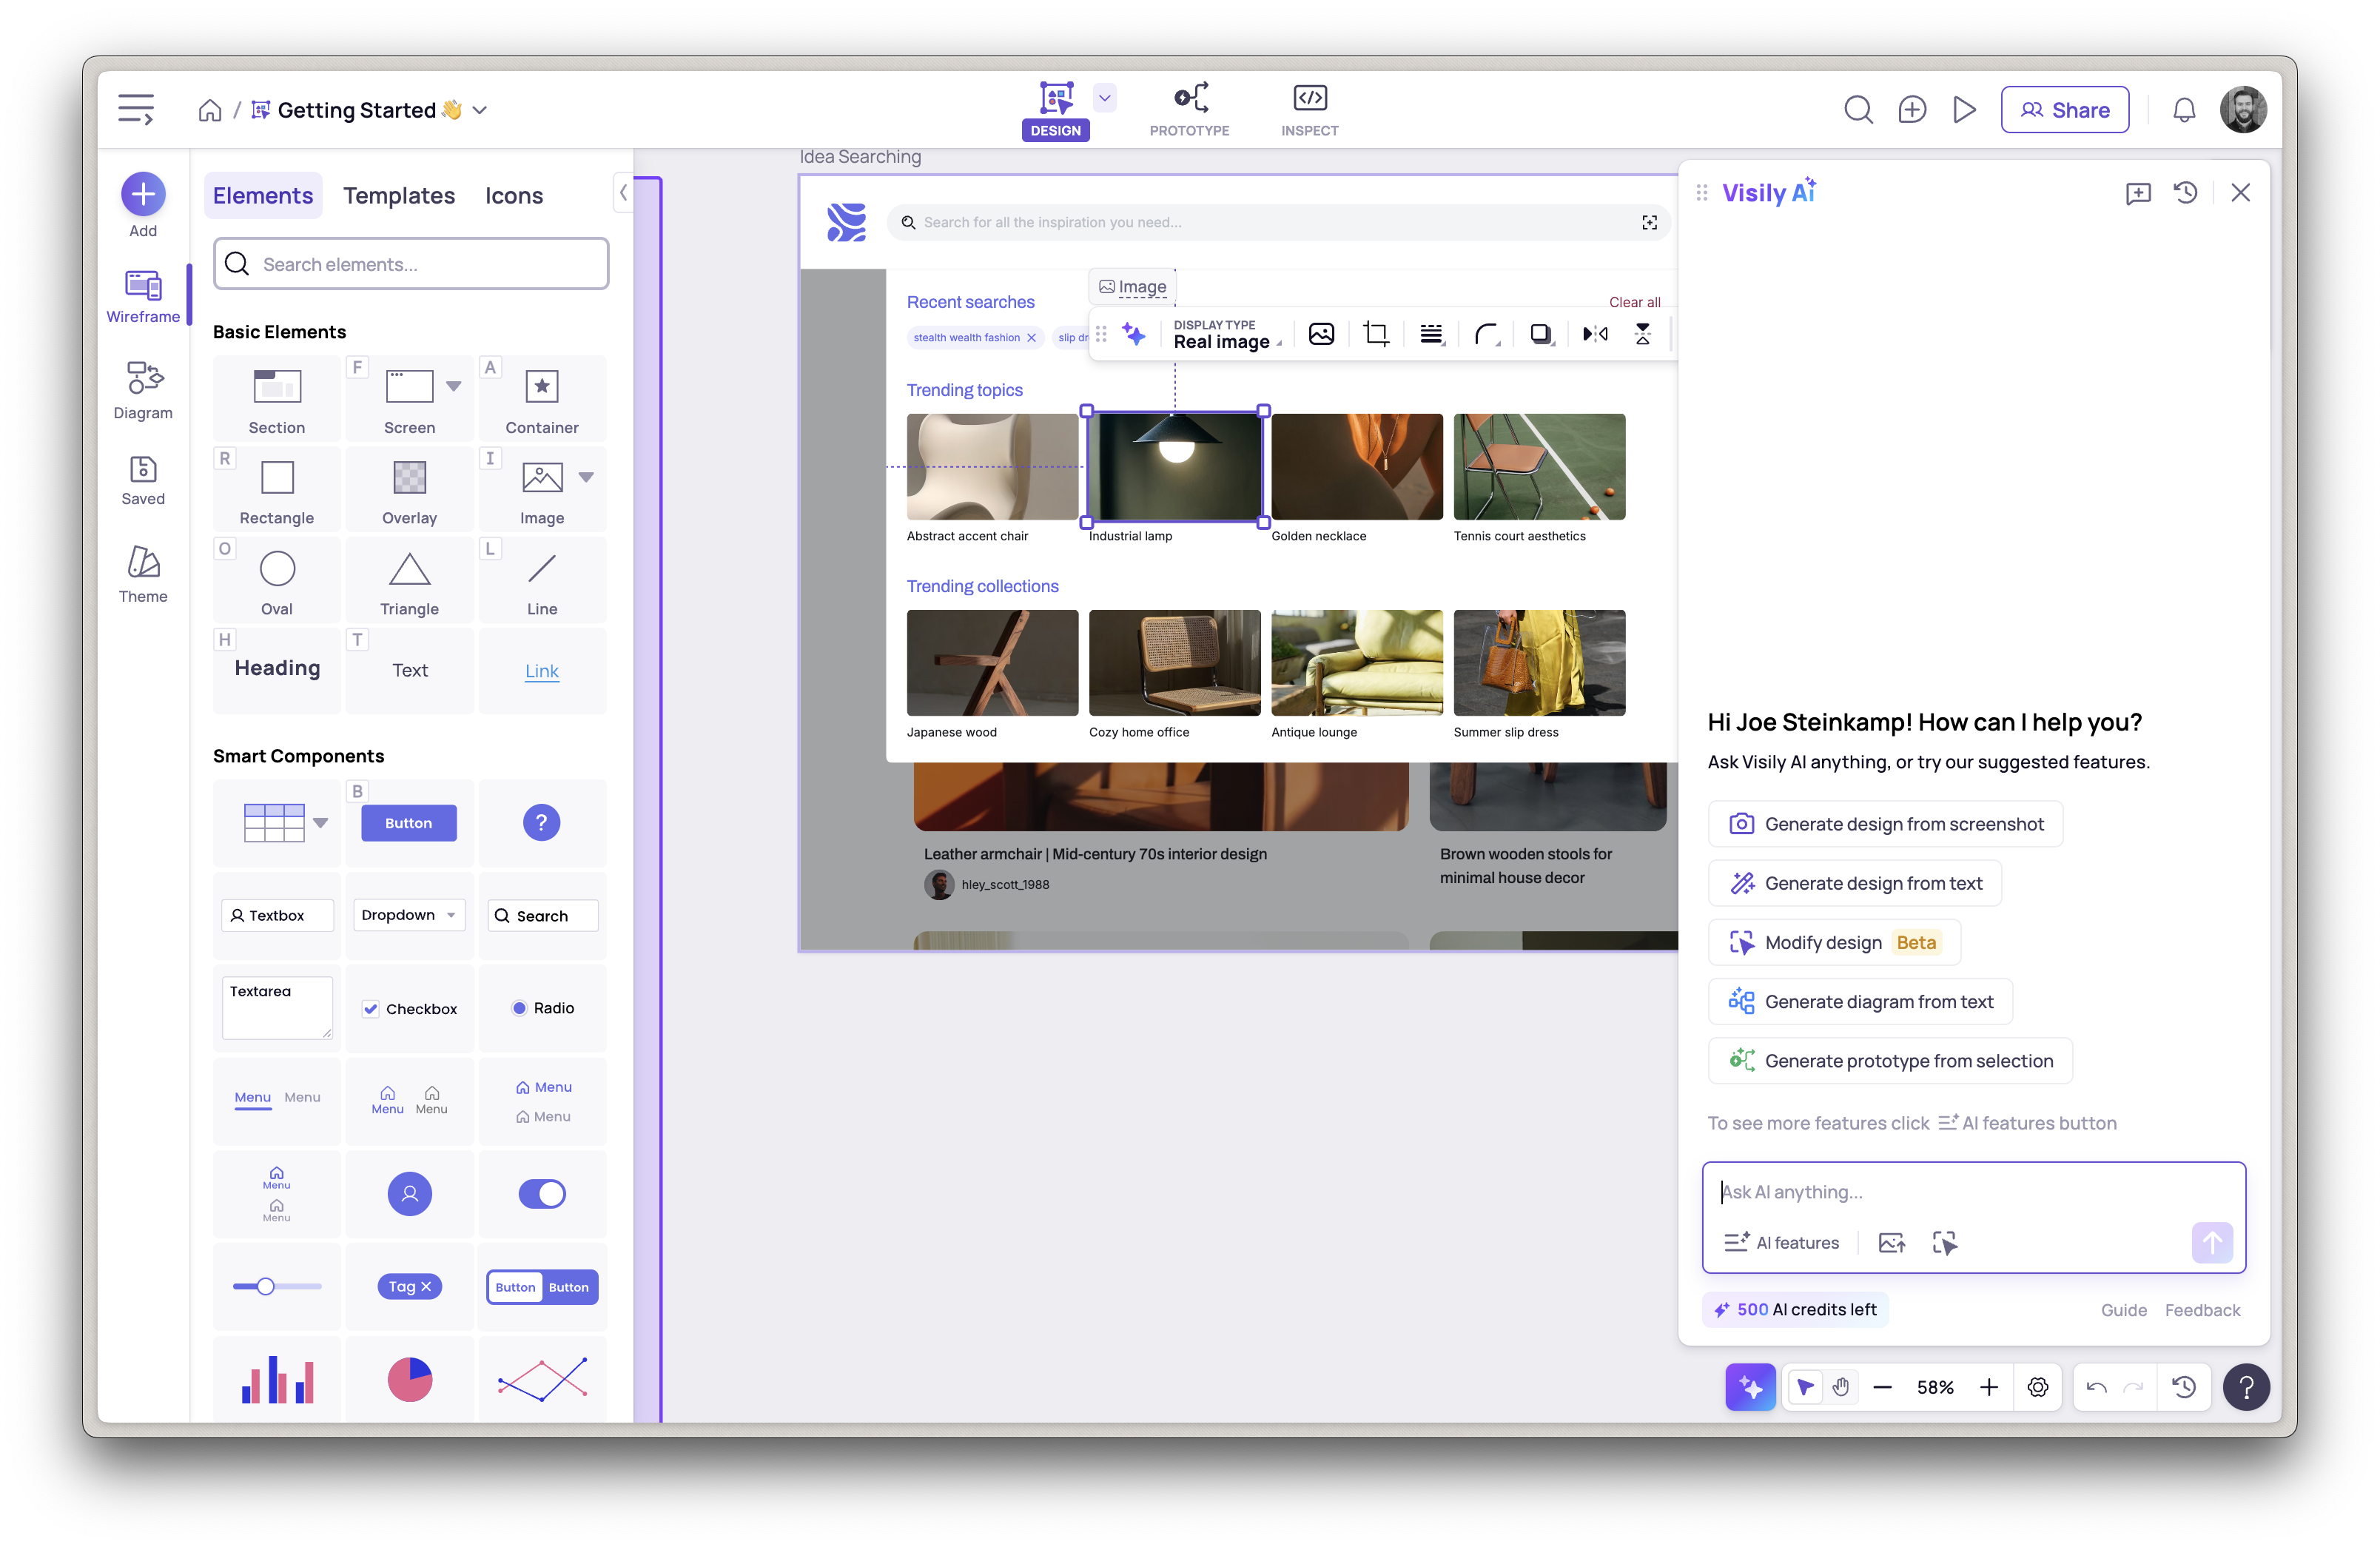 Getting Started 👋
DESIGN
PROTOTYPE
INSPECT
Share
Add
Wireframe
Diagram
Saved
Theme
Elements
Templates
Icons
Search elements...
Basic Elements
Section
F
Screen
A
Container
R
Rectangle
Overlay
I
Image
O
Oval
Triangle
L
Line
H
Heading
T
Text
Link
Smart Components
B
Button
?
Textbox
Dropdown
Search
Textarea
Checkbox
Radio
Menu Menu
Menu Menu
Menu
Menu
Menu
Menu
Tag
Button Button
Idea Searching
Search for all the inspiration you need...
Image
Recent searches
Clear all
stealth wealth fashion
slip dr
DISPLAY TYPE
Real image
Trending topics
Abstract accent chair
Industrial lamp
Golden necklace
Tennis court aesthetics
Trending collections
Japanese wood
Cozy home office
Antique lounge
Summer slip dress
Leather armchair | Mid-century 70s interior design
hley_scott_1988
Brown wooden stools for
minimal house decor
Visily Ai
Hi Joe Steinkamp! How can I help you?
Ask Visily AI anything, or try our suggested features.
Generate design from screenshot
Generate design from text
Modify design Beta
Generate diagram from text
Generate prototype from selection
To see more features click AI features button
Ask AI anything...
AI features
500 AI credits left
Guide
Feedback
58%
?